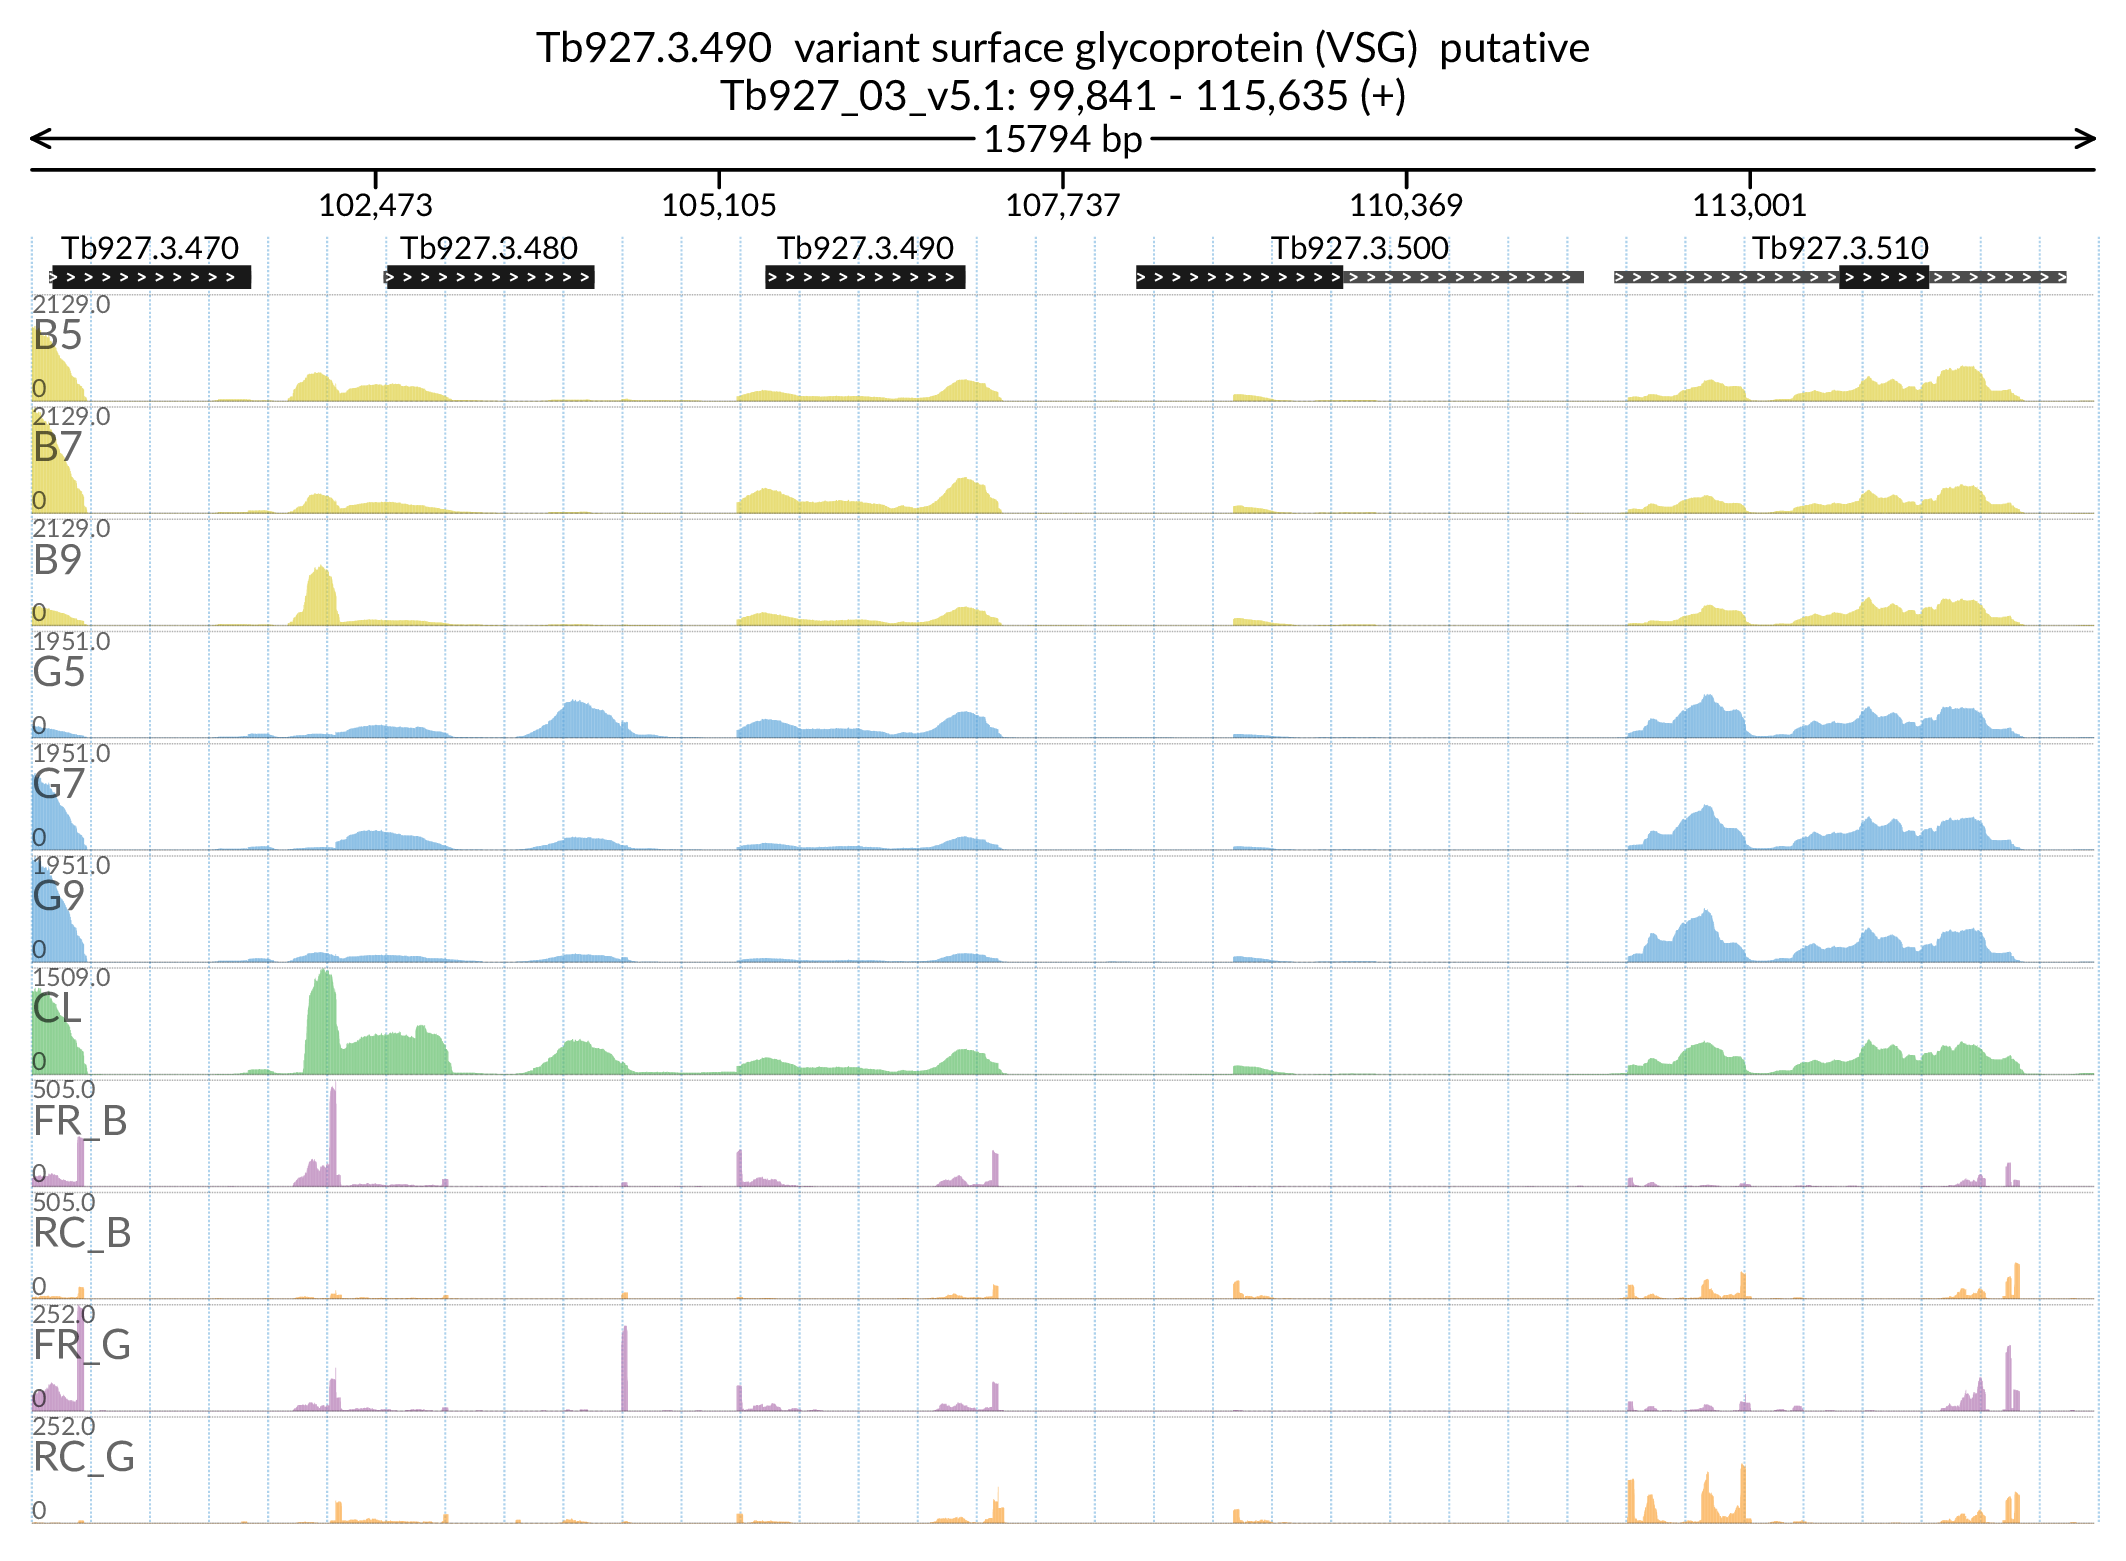 Tb927.3.490  variant surface glycoprotein (VSG)  putative
Tb927_03_v5.1: 99,841 - 115,635 (+)
15794 bp
102,473 105,105 107,737 110,369 113,001
Tb927.3.470 Tb927.3.480 Tb927.3.490 Tb927.3.500 Tb927.3.510
2129.0
B5
0
2129.0
B7
0
2129.0
B9
0
1951.0
G5
0
1951.0
G7
0
1951.0
G9
0
1509.0
CL
0
505.0
FR_B
0
505.0
RC_B
0
252.0
FR_G
0
252.0
RC_G
0